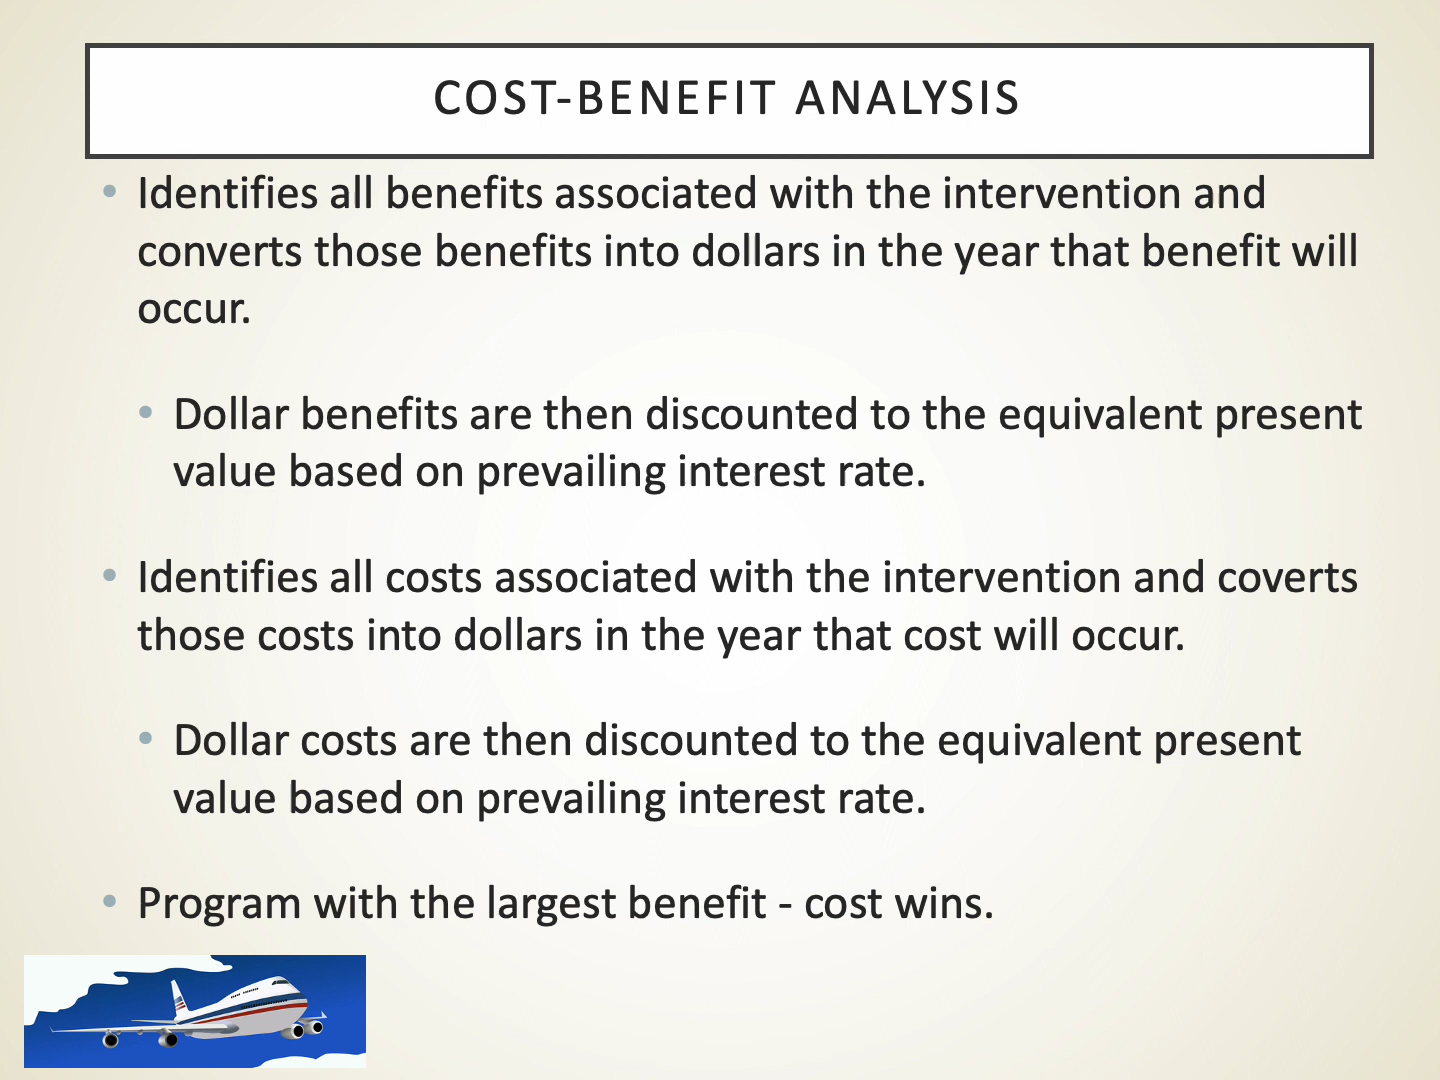 COST-BENEFIT ANALYSIS
• Identifies all benefits associated with the intervention and
converts those benefits into dollars in the year that benefit will
occur.
• Dollar benefits are then discounted to the equivalent present
value based on prevailing interest rate.
• Identifies all costs associated with the intervention and coverts
those costs into dollars in the year that cost will occur.
• Dollar costs are then discounted to the equivalent present
value based on prevailing interest rate.
• Program with the largest benefit - cost wins.